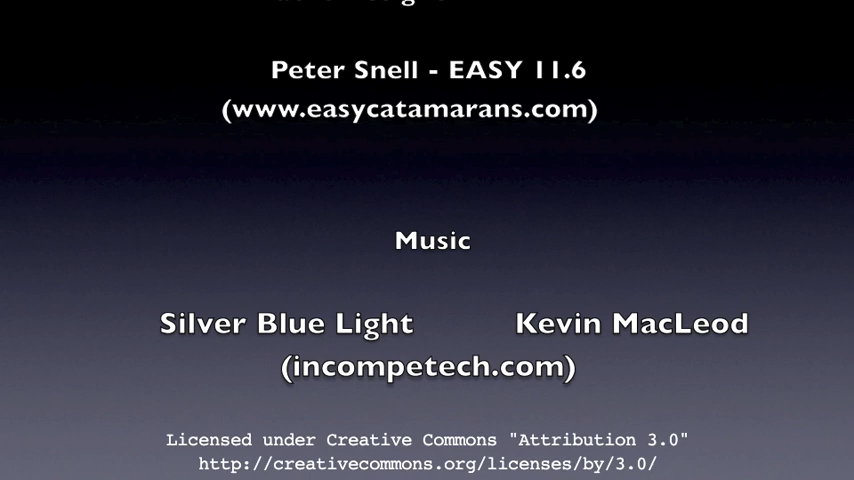 Peter Snell - EASY 11.6
(www.easycatamarans.com)
Music
Silver Blue Light Kevin MacLeod
(incompetech.com)
Licensed under Creative Commons "Attribution 3.0"
http://creativecommons.org/licenses/by/3.0/